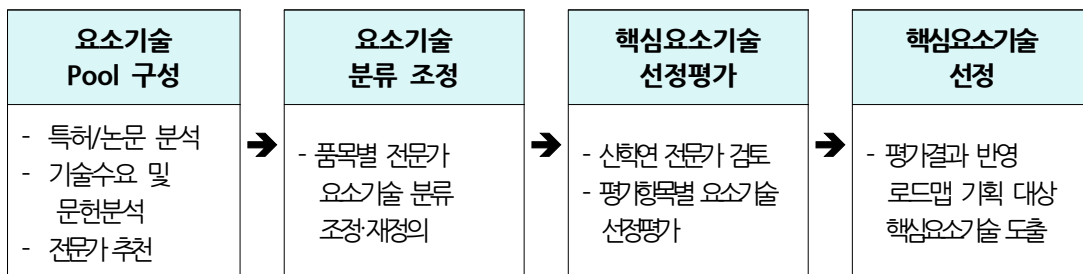 요소기술
Pool 구성
- 특허/논문 분석
- 기술수요 및
문헌분석
- 전문가 추천
➔
요소기술
분류 조정
- 품목별 전문가
요소기술 분류
조정·재정의
➔
핵심요소기술
선정평가
- 산학연 전문가 검토
- 평가항목별 요소기술
선정평가
➔
핵심요소기술
선정
- 평가결과 반영
로드맵 기획 대상
핵심요소기술 도출